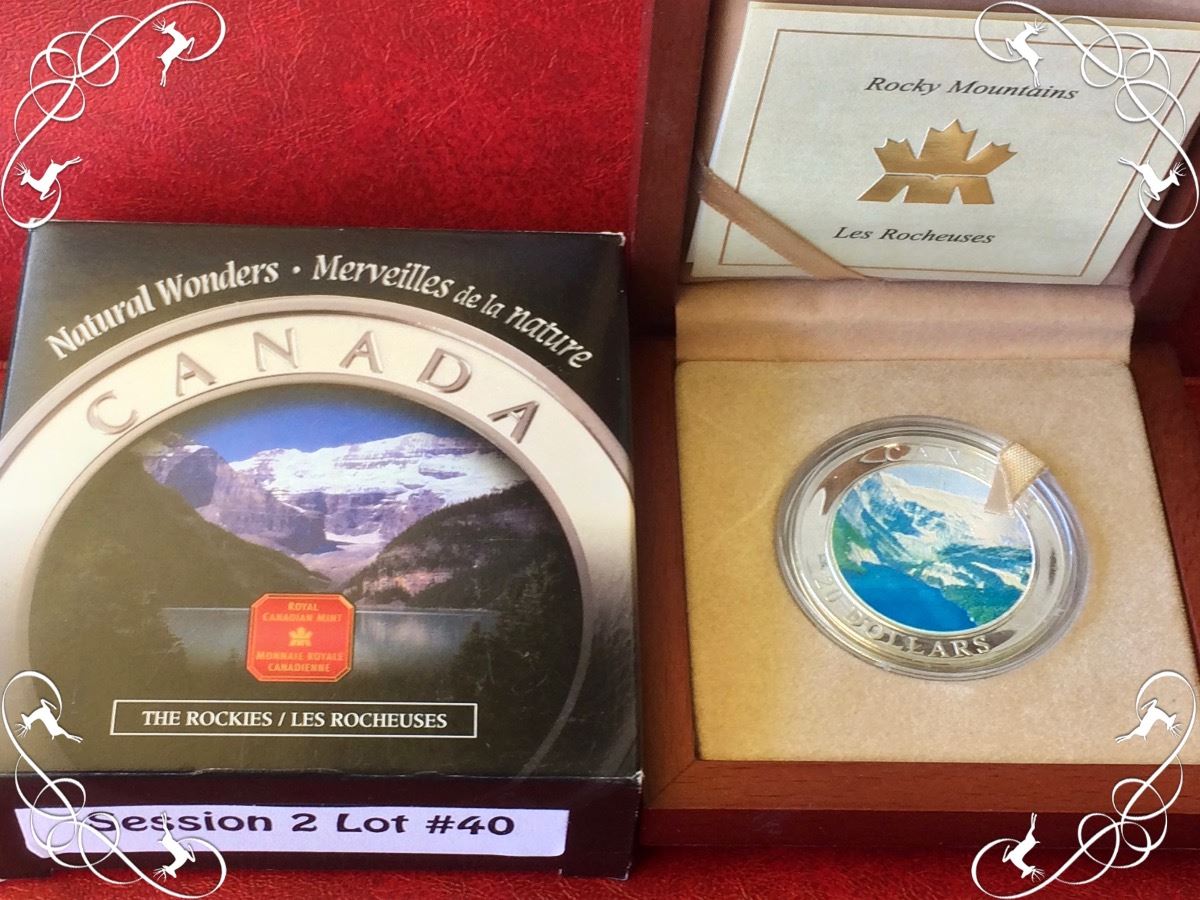 Natural Wonders • Merveilles de la nature
CANADA
ROYAL
CANADIAN MINT
MONNAIE ROYALE
CANADIENNE
THE ROCKIES / LES ROCHEUSES
Session 2 Lot #40
Rocky Mountains
Les Rocheuses
20 DOLLARS